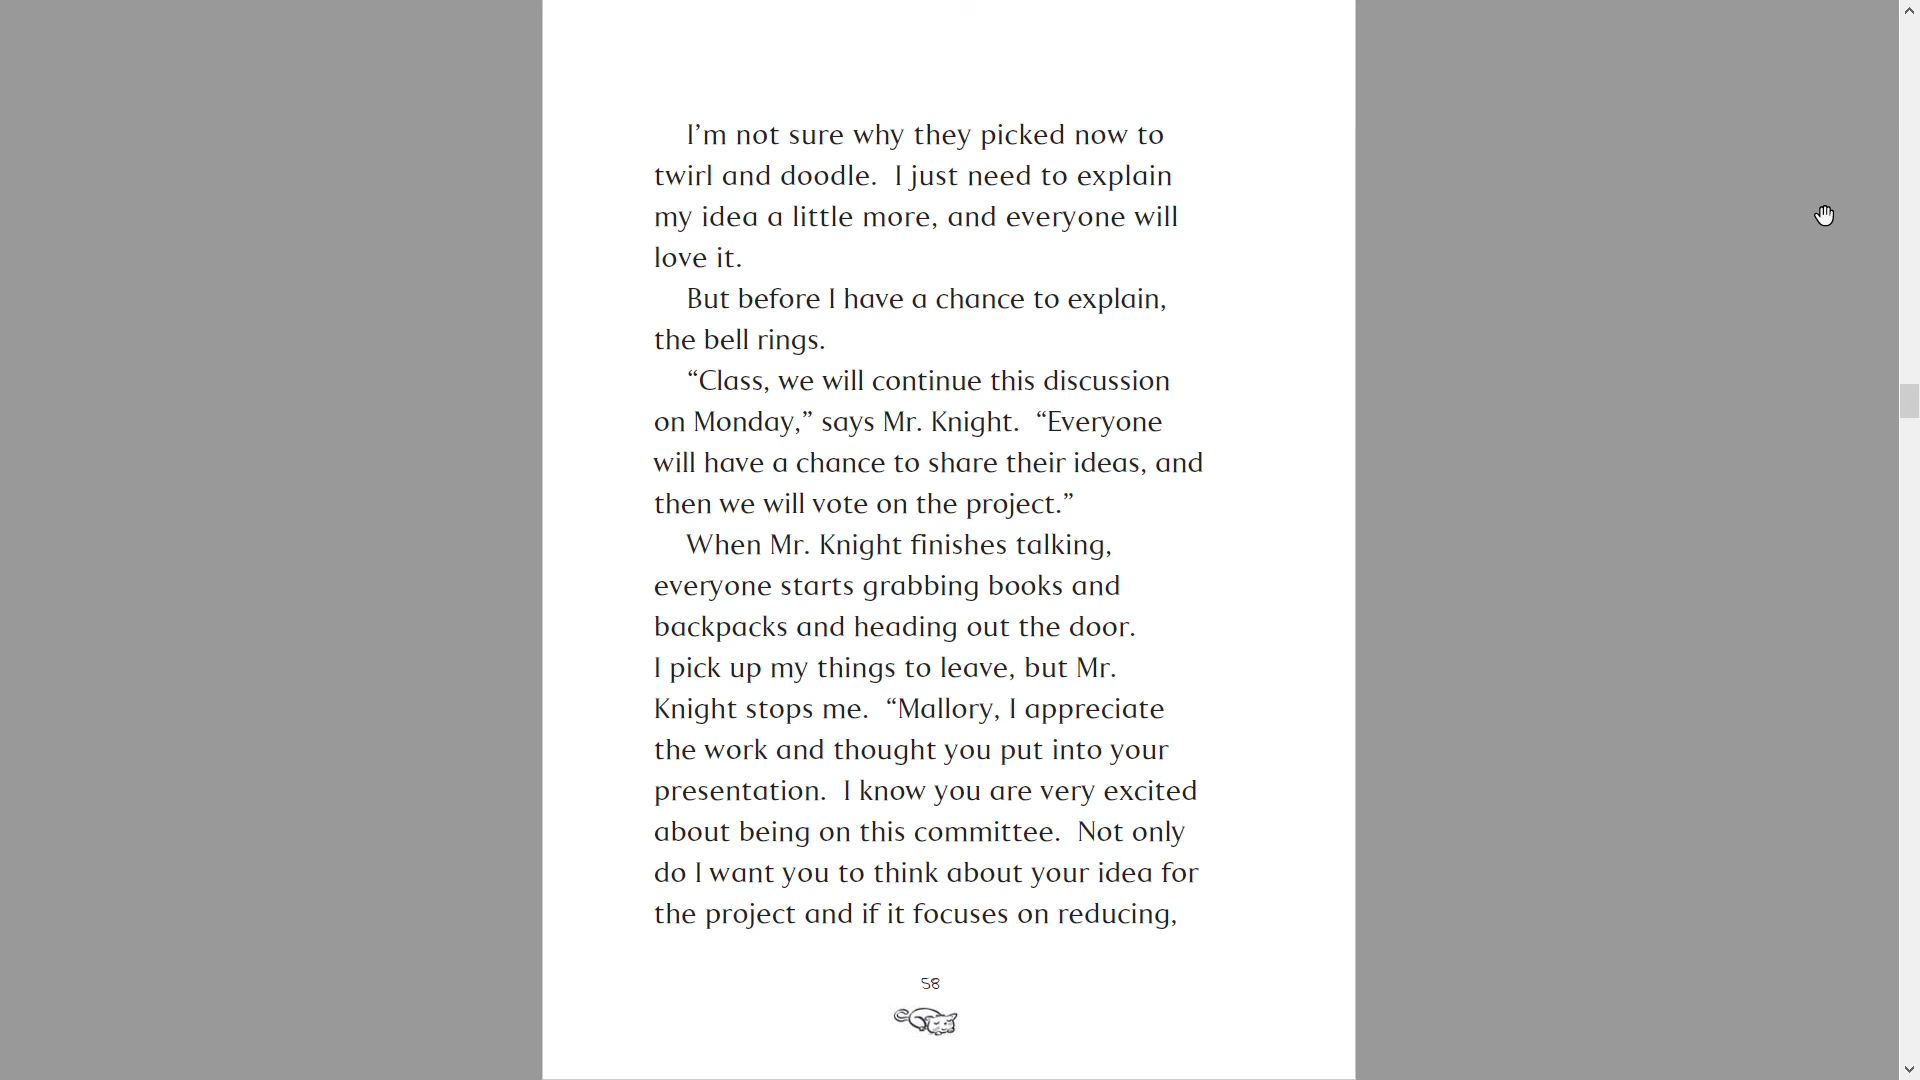 I’m not sure why they picked now to
twirl and doodle.  I just need to explain
my idea a little more, and everyone will
love it.
But before I have a chance to explain,
the bell rings.
“Class, we will continue this discussion
on Monday,” says Mr. Knight.  “Everyone
will have a chance to share their ideas, and
then we will vote on the project.”
When Mr. Knight finishes talking,
everyone starts grabbing books and
backpacks and heading out the door.
I pick up my things to leave, but Mr.
Knight stops me.  “Mallory, I appreciate
the work and thought you put into your
presentation.  I know you are very excited
about being on this committee.  Not only
do I want you to think about your idea for
the project and if it focuses on reducing,
58